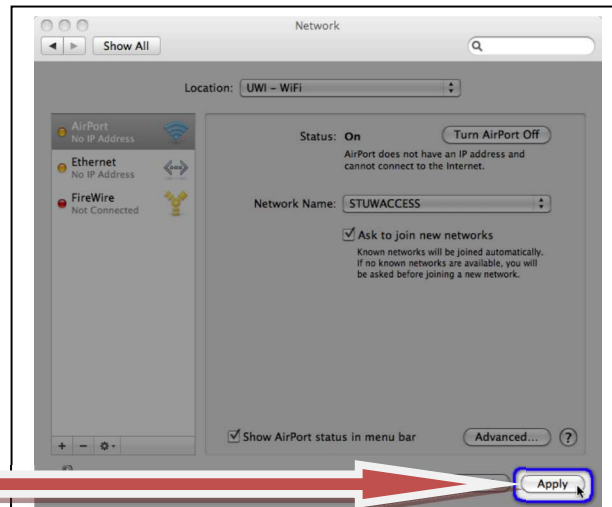 Network
Show All
Location: UWI – WiFi
AirPort
No IP Address
Ethernet
No IP Address
FireWire
Not Connected
Status: On
Turn AirPort Off
AirPort does not have an IP address and
cannot connect to the Internet.
Network Name: STUWACCESS
Ask to join new networks
Known networks will be joined automatically.
If no known networks are available, you will
be asked before joining a new network.
+ −
Show AirPort status in menu bar
Advanced... ?
Apply